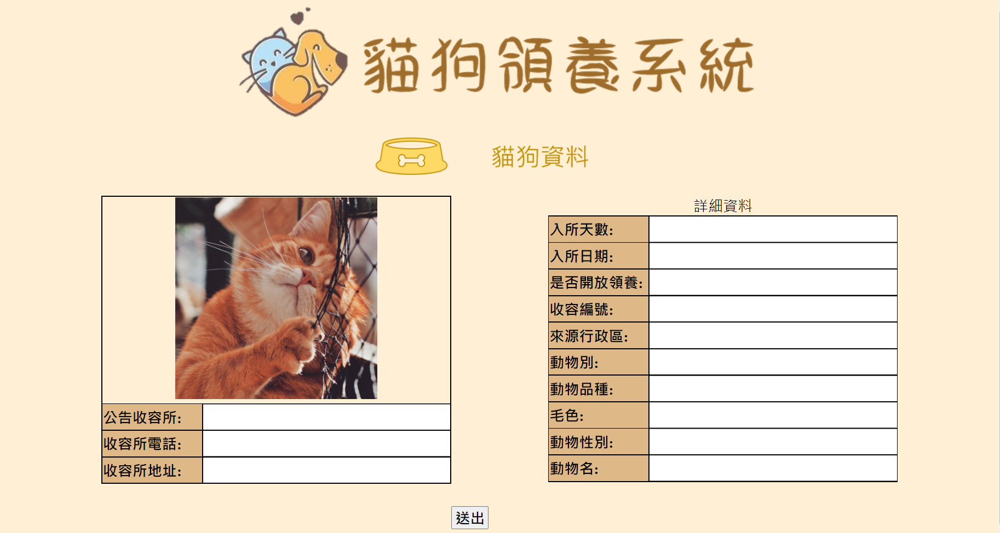 貓狗領養系統
貓狗資料
公告收容所:
收容所電話:
收容所地址:
詳細資料
入所天數:
入所日期:
是否開放領養:
收容編號:
來源行政區:
動物別:
動物品種:
毛色:
動物性別:
動物名:
送出